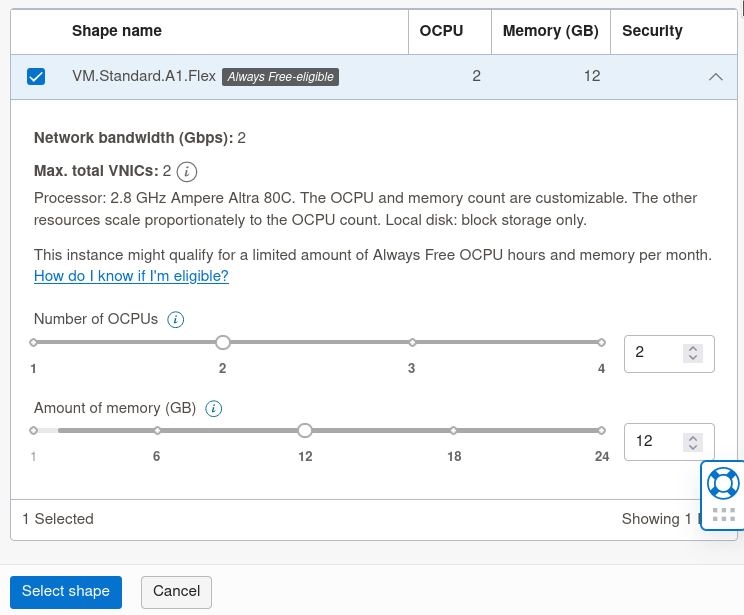 Shape name OCPU Memory (GB) Security
VM.Standard.A1.Flex Always Free-eligible 2 12
Network bandwidth (Gbps): 2
Max. total VNICs: 2
Processor: 2.8 GHz Ampere Altra 80C. The OCPU and memory count are customizable. The other
resources scale proportionately to the OCPU count. Local disk: block storage only.
This instance might qualify for a limited amount of Always Free OCPU hours and memory per month.
How do I know if I'm eligible?
Number of OCPUs
2
1 2 3 4
Amount of memory (GB)
12
1 6 12 18 24
1 Selected Showing 1
Select shape Cancel